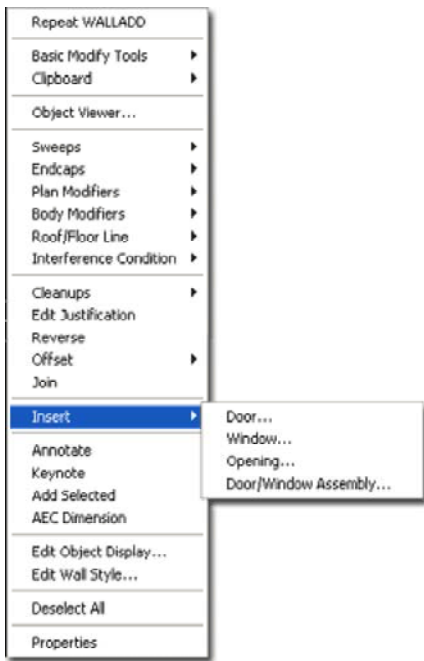 Repeat WALLADD
Basic Modify Tools
Clipboard
Object Viewer...
Sweeps
Endcaps
Plan Modifiers
Body Modifiers
Roof/Floor Line
Interference Condition
Cleanups
Edit Justification
Reverse
Offset
Join
Insert
Door...
Window...
Opening...
Door/Window Assembly...
Annotate
Keynote
Add Selected
AEC Dimension
Edit Object Display...
Edit Wall Style...
Deselect All
Properties